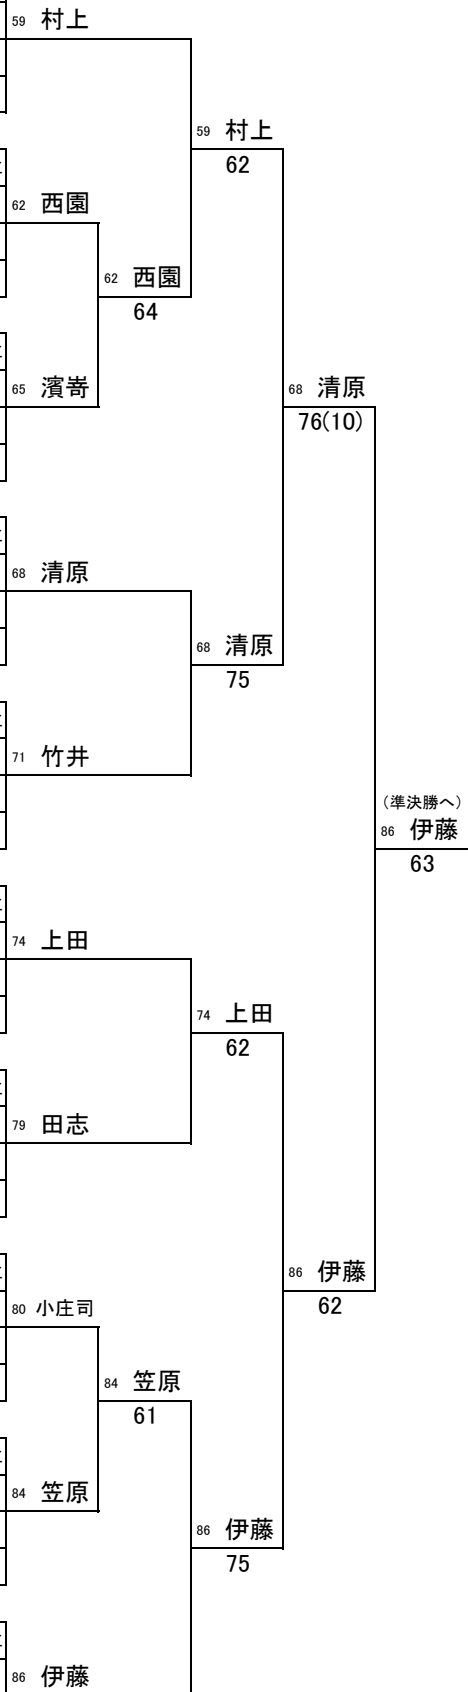 59 村上
59 村上
62
62 西園
62 西園
64
65 濱嵜
68 清原
76(10)
68 清原
68 清原
75
71 竹井
(準決勝へ)
86 伊藤
63
74 上田
74 上田
62
79 田志
86 伊藤
62
80 小庄司
84 笠原
61
84 笠原
86 伊藤
75
86 伊藤